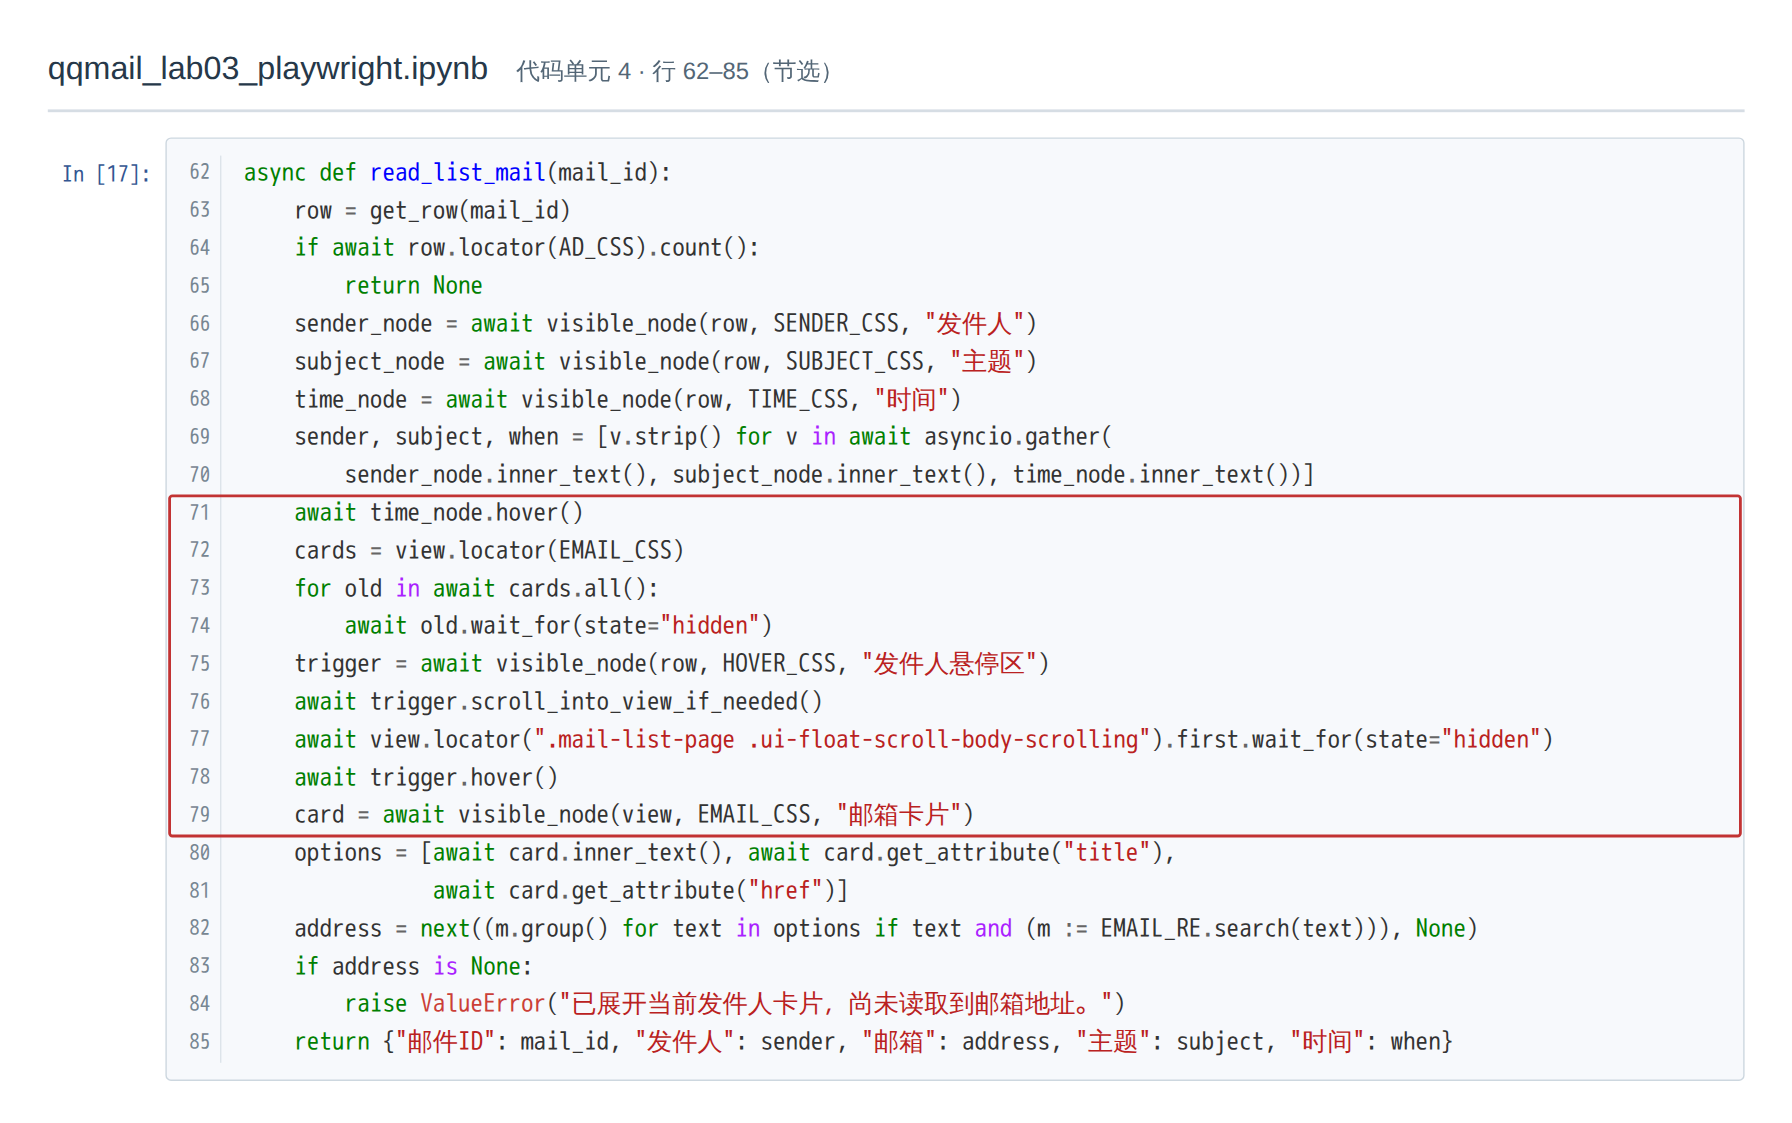 qqmail_lab03_playwright.ipynb 代码单元 4 · 行 62–85（节选）
In [17]:
62 async def read_list_mail(mail_id):
63     row = get_row(mail_id)
64     if await row.locator(AD_CSS).count():
65         return None
66     sender_node = await visible_node(row, SENDER_CSS, "发件人")
67     subject_node = await visible_node(row, SUBJECT_CSS, "主题")
68     time_node = await visible_node(row, TIME_CSS, "时间")
69     sender, subject, when = [v.strip() for v in await asyncio.gather(
70         sender_node.inner_text(), subject_node.inner_text(), time_node.inner_text())]
71     await time_node.hover()
72     cards = view.locator(EMAIL_CSS)
73     for old in await cards.all():
74         await old.wait_for(state="hidden")
75     trigger = await visible_node(row, HOVER_CSS, "发件人悬停区")
76     await trigger.scroll_into_view_if_needed()
77     await view.locator(".mail-list-page .ui-float-scroll-body-scrolling").first.wait_for(state="hidden")
78     await trigger.hover()
79     card = await visible_node(view, EMAIL_CSS, "邮箱卡片")
80     options = [await card.inner_text(), await card.get_attribute("title"),
81                await card.get_attribute("href")]
82     address = next((m.group() for text in options if text and (m := EMAIL_RE.search(text))), None)
83     if address is None:
84         raise ValueError("已展开当前发件人卡片，尚未读取到邮箱地址。")
85     return {"邮件ID": mail_id, "发件人": sender, "邮箱": address, "主题": subject, "时间": when}